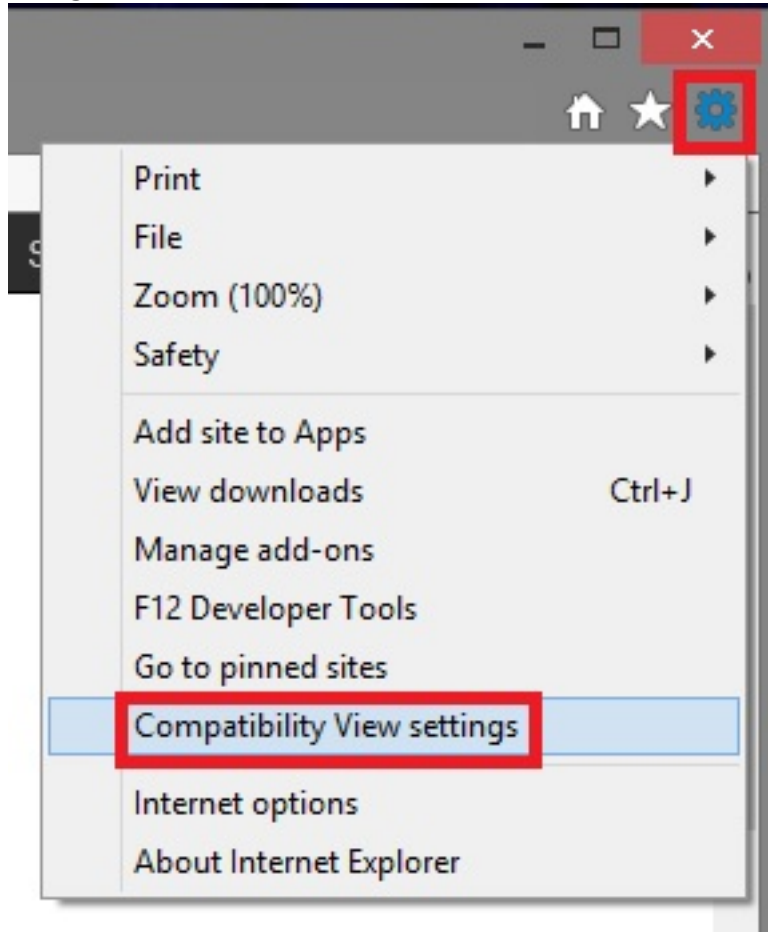 Print
File
Zoom (100%)
Safety
S
Add site to Apps
View downloads Ctrl+J
Manage add-ons
F12 Developer Tools
Go to pinned sites
Compatibility View settings
Internet options
About Internet Explorer